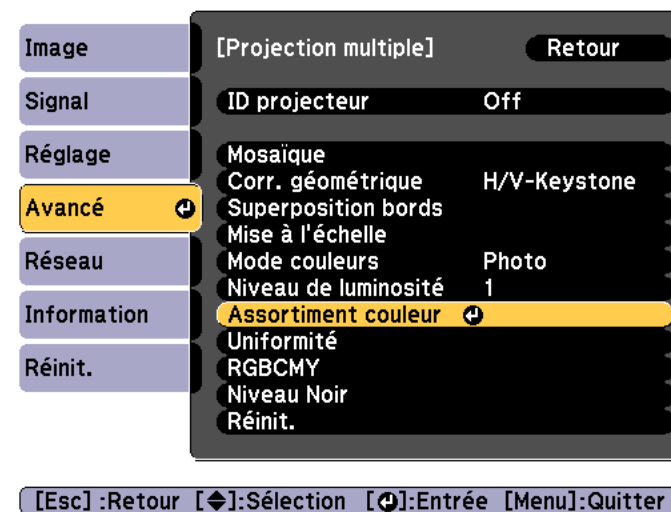 Image
Signal
Réglage
Avancé
Réseau
Information
Réinit.
[Projection multiple] Retour
ID projecteur Off
Mosaïque
Corr. géométrique H/V-Keystone
Superposition bords
Mise à l'échelle
Mode couleurs Photo
Niveau de luminosité 1
Assortiment couleur
Uniformité
RGBCMY
Niveau Noir
Réinit.
[Esc] :Retour [◆]:Sélection [⏎]:Entrée [Menu]:Quitter